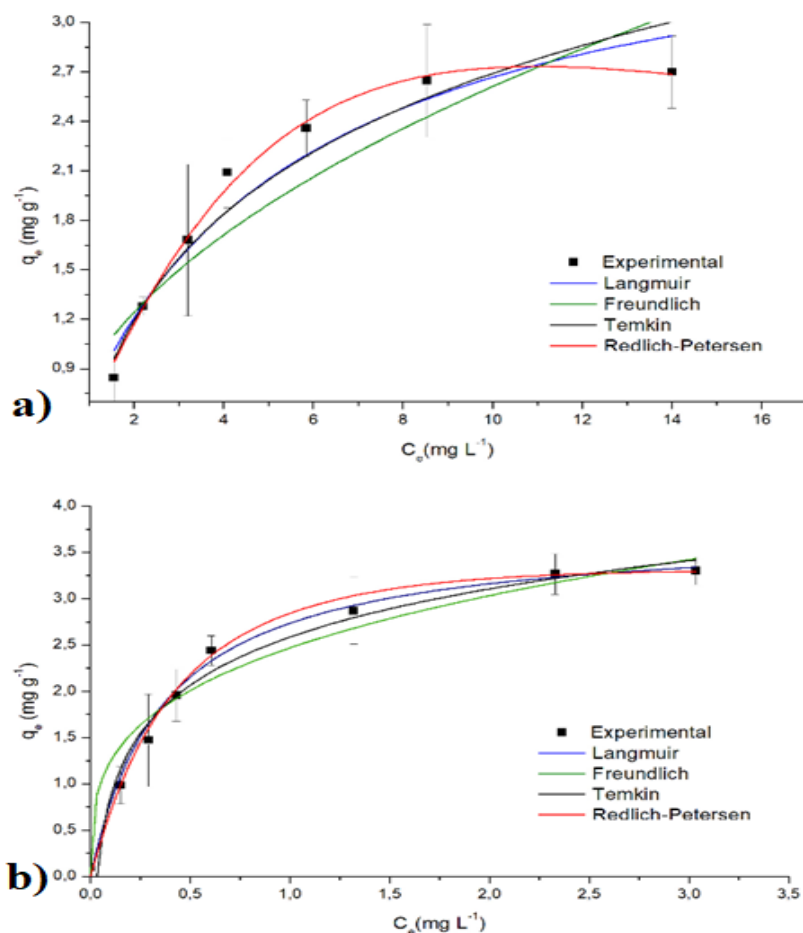 3,0
2,7
2,4
2,1
1,8
1,5
1,2
0,9
qe (mg g-1)
Experimental
Langmuir
Freundlich
Temkin
Redlich-Petersen
a)
2 4 6 8 10 12 14 16
Ce(mg L-1)
4,0
3,5
3,0
2,5
2,0
1,5
1,0
0,5
0,0
qe (mg g-1)
Experimental
Langmuir
Freundlich
Temkin
Redlich-Petersen
b)
0,0 0,5 1,0 1,5 2,0 2,5 3,0 3,5
Ce(mg L-1)